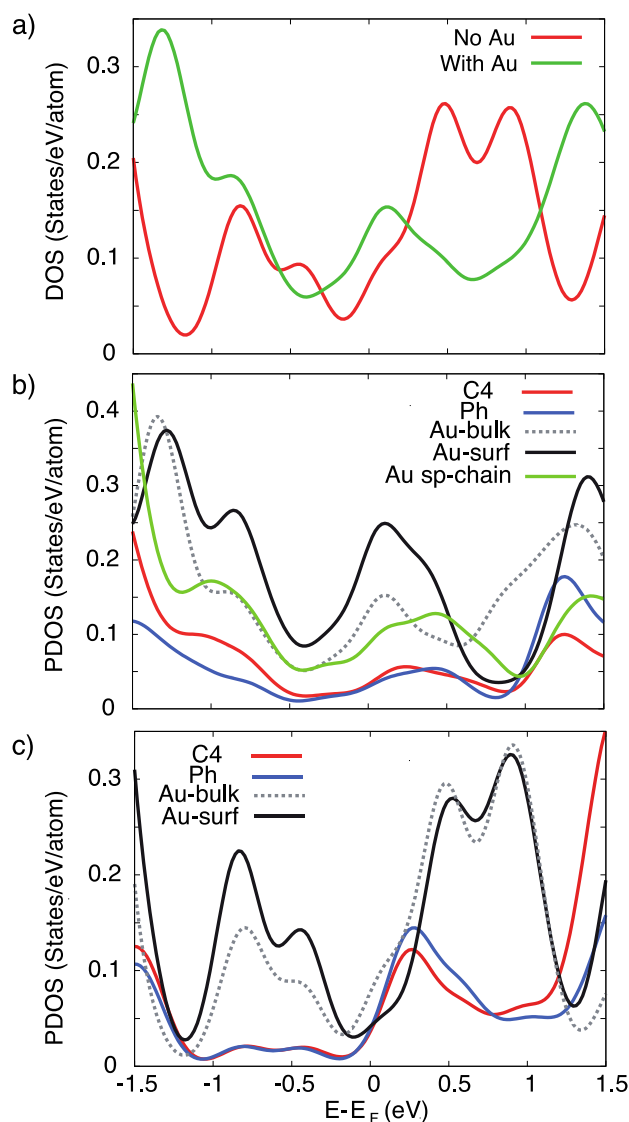 a)
DOS (States/eV/atom)
0.3
0.2
0.1
0
No Au
With Au
b)
PDOS (States/eV/atom)
0.4
0.3
0.2
0.1
0
C4
Ph
Au-bulk
Au-surf
Au sp-chain
c)
PDOS (States/eV/atom)
0.3
0.2
0.1
0
C4
Ph
Au-bulk
Au-surf
-1.5 -1 -0.5 0 0.5 1 1.5
E-E_F (eV)